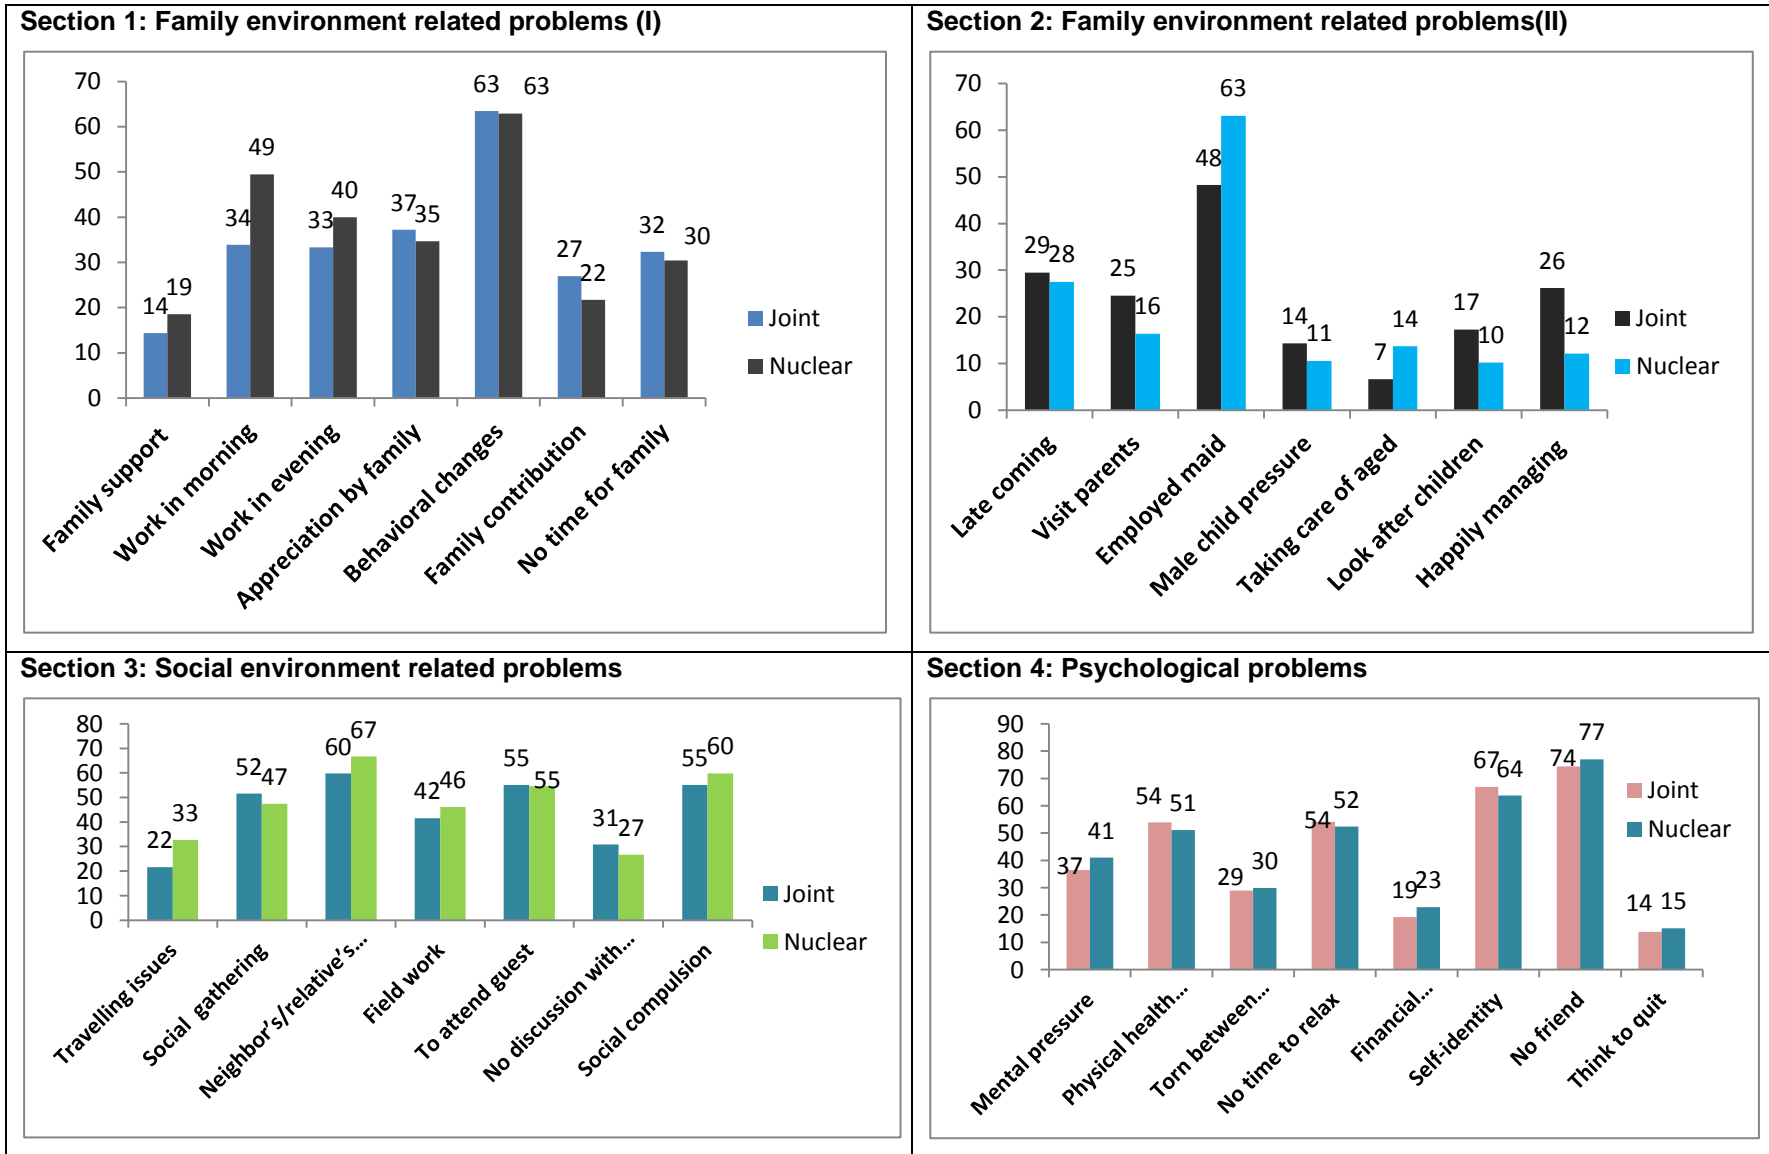 Section 1: Family environment related problems (I)
70
60
50
40
30
20
10
0
14
19
34
49
33
40
37
35
63
63
27
22
32
30
Joint
Nuclear
Family support
Work in morning
Work in evening
Appreciation by family
Behavioral changes
Family contribution
No time for family
Section 2: Family environment related problems(II)
70
60
50
40
30
20
10
0
29
28
25
16
48
63
14
11
7
14
17
10
26
12
Joint
Nuclear
Late coming
Visit parents
Employed maid
Male child pressure
Taking care of aged
Look after children
Happily managing
Section 3: Social environment related problems
80
70
60
50
40
30
20
10
0
22
33
52
47
60
67
42
46
55
55
31
27
55
60
Joint
Nuclear
Travelling issues
Social gathering
Neighbor's/relative's...
Field work
To attend guest
No discussion with...
Social compulsion
Section 4: Psychological problems
90
80
70
60
50
40
30
20
10
0
37
41
54
51
29
30
54
52
19
23
67
64
74
77
14
15
Joint
Nuclear
Mental pressure
Physical health...
Torn between...
No time to relax
Financial...
Self-identity
No friend
Think to quit